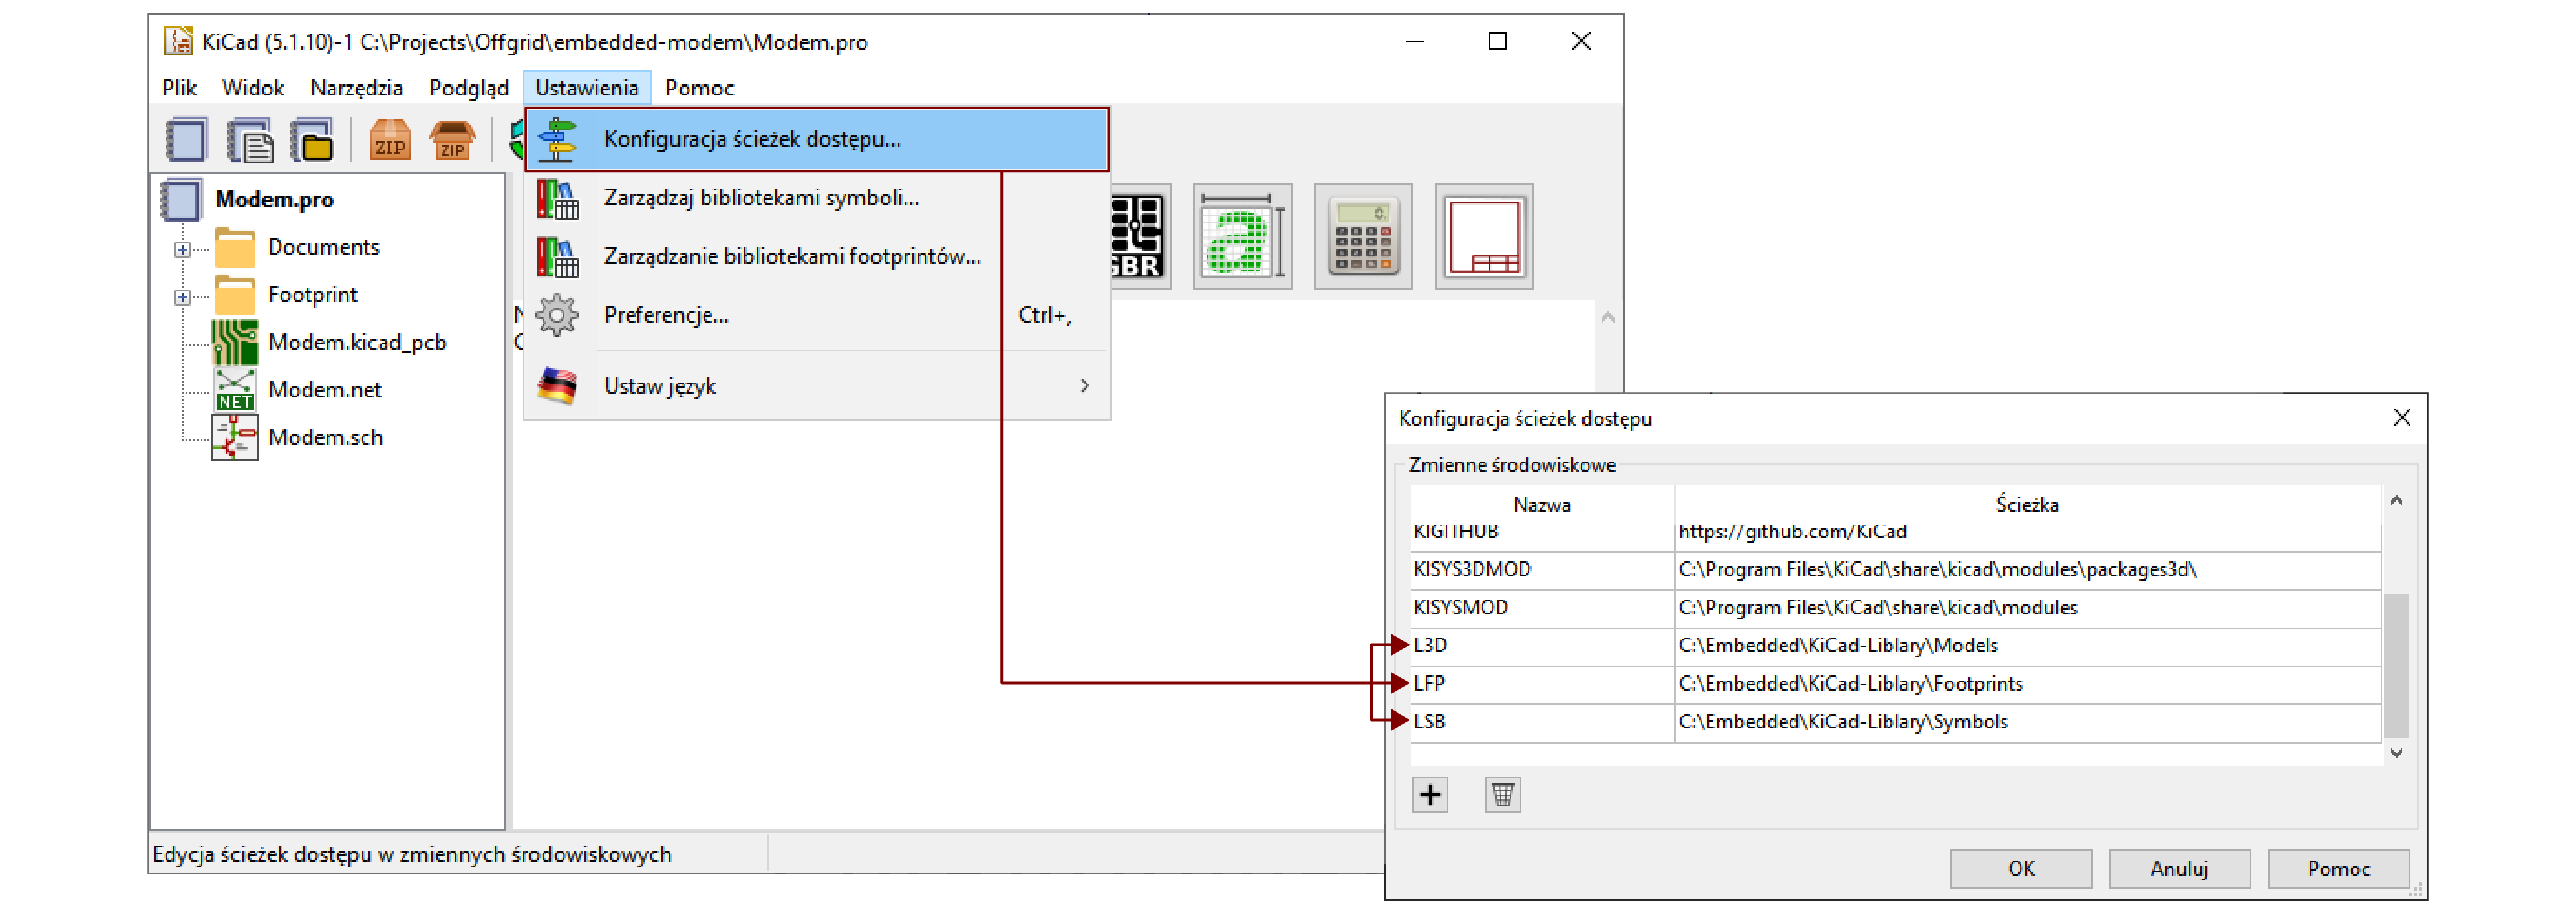 KiCad (5.1.10)-1 C:\Projects\Offgrid\embedded-modem\Modem.pro
Plik Widok Narzędzia Podgląd Ustawienia Pomoc
ZIP ZIP
Konfiguracja ścieżek dostępu...
Zarządzaj bibliotekami symboli...
Zarządzanie bibliotekami footprintów...
Preferencje... Ctrl+,
Ustaw język
Modem.pro
Documents
Footprint
Modem.kicad_pcb
Modem.net
NET
Modem.sch
a
0.
Edycja ścieżek dostępu w zmiennych środowiskowych
Konfiguracja ścieżek dostępu
Zmienne środowiskowe
Nazwa Ścieżka
KIGITHUB https://github.com/KiCad
KISYS3DMOD C:\Program Files\KiCad\share\kicad\modules\packages3d\
KISYSMOD C:\Program Files\KiCad\share\kicad\modules
L3D C:\Embedded\KiCad-Liblary\Models
LFP C:\Embedded\KiCad-Liblary\Footprints
LSB C:\Embedded\KiCad-Liblary\Symbols
OK Anuluj Pomoc